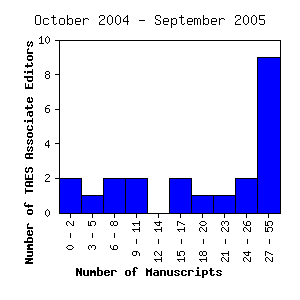 October 2004 - September 2005
Number of TAES Associate Editors
10
8
6
4
2
0
0 - 2
3 - 5
6 - 8
9 - 11
12 - 14
15 - 17
18 - 20
21 - 23
24 - 26
27 - 55
Number of Manuscripts